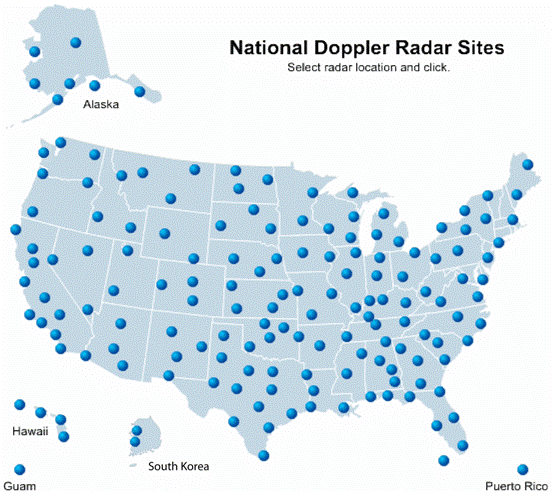 National Doppler Radar Sites
Select radar location and click.
Alaska
Hawaii
South Korea
Guam
Puerto Rico